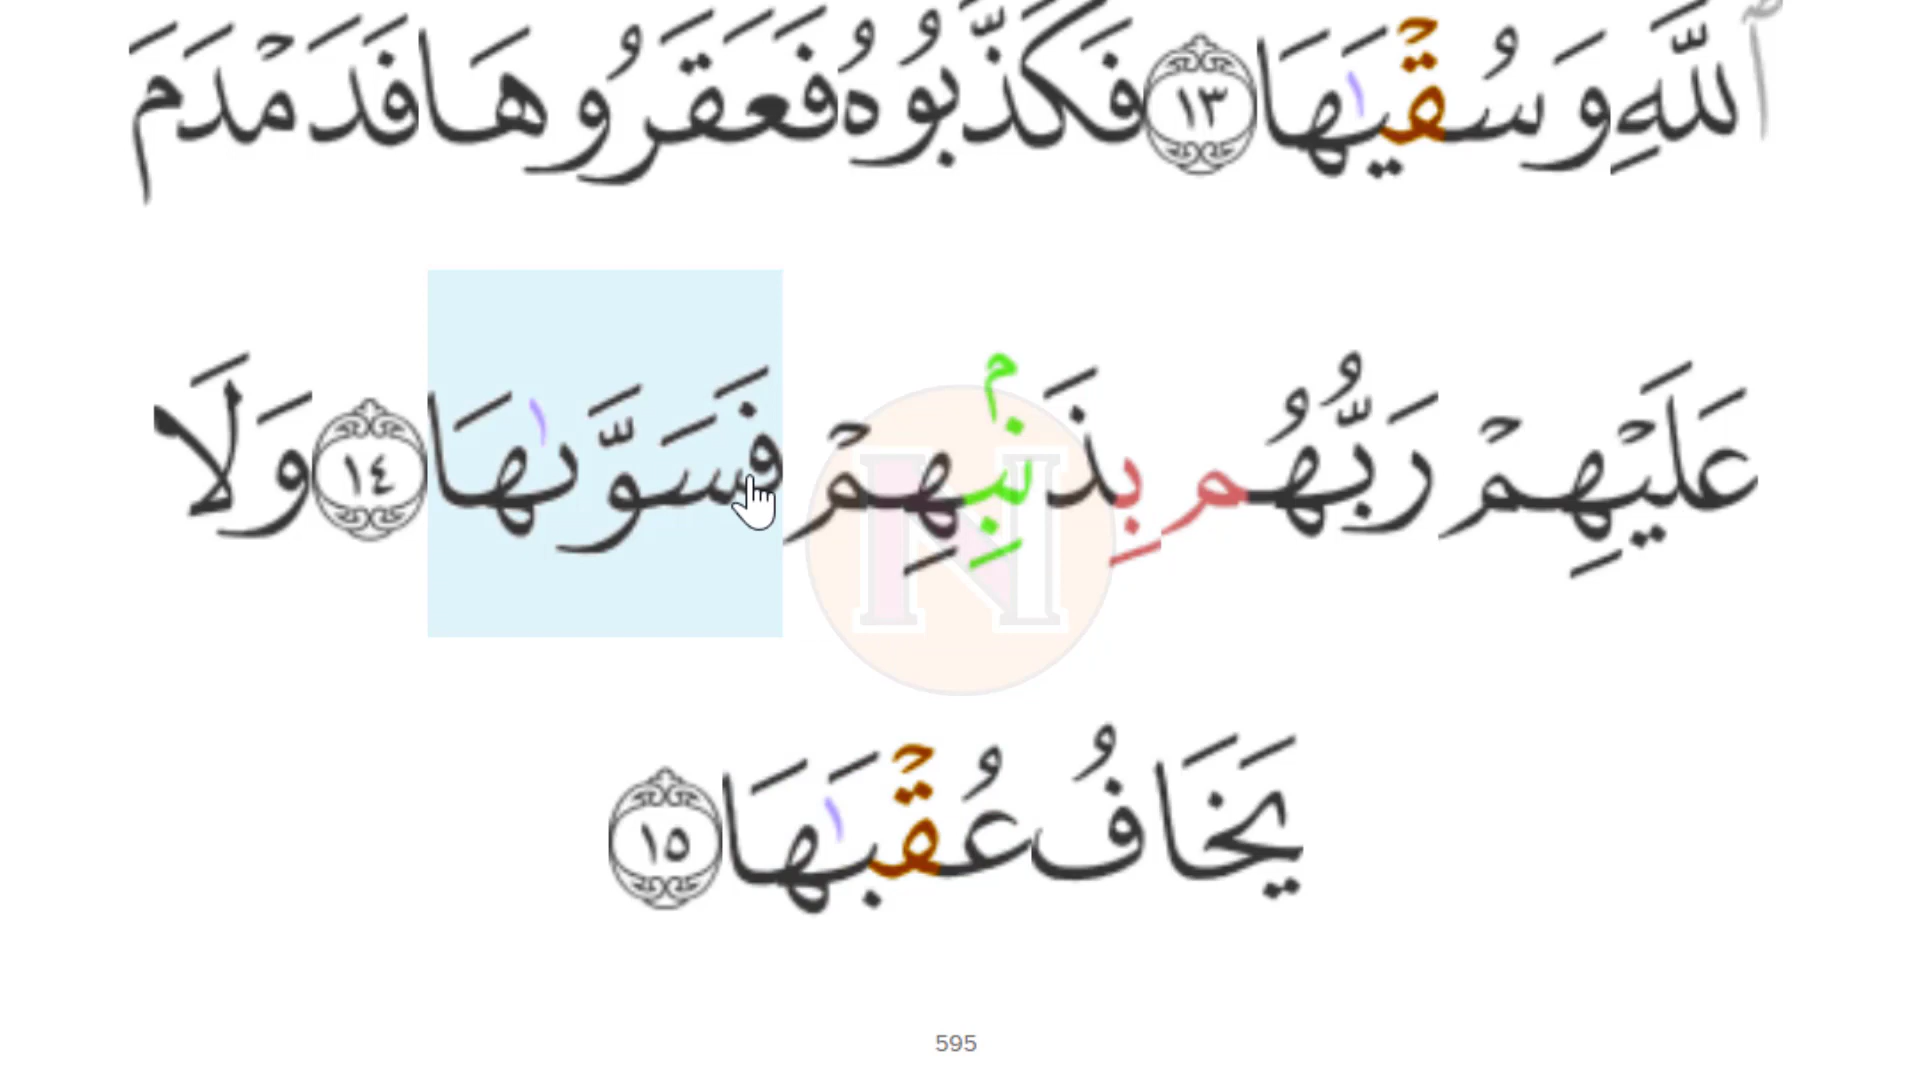 ٱللَّهِ وَسُقْيَٰهَا ١٣ فَكَذَّبُوهُ فَعَقَرُوهَا فَدَمْدَمَ
عَلَيْهِمْ رَبُّهُم بِذَنۢبِهِمْ فَسَوَّىٰهَا ١٤ وَلَا
يَخَافُ عُقْبَٰهَا ١٥
N
595